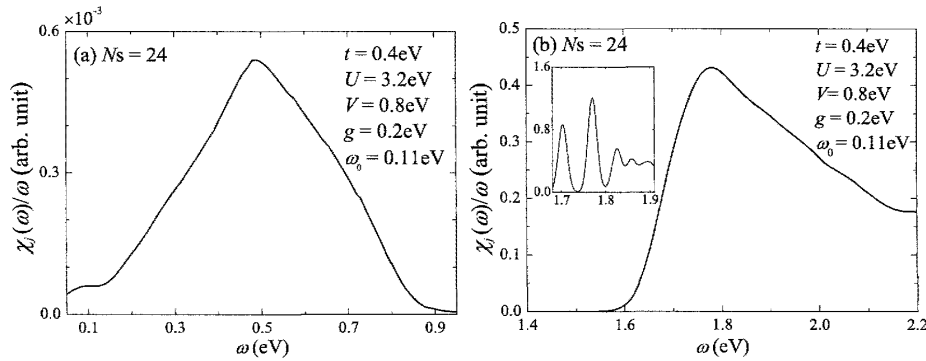 ×10⁻³
0.6
(a) Ns = 24
t = 0.4eV
U = 3.2eV
V = 0.8eV
g = 0.2eV
ω₀ = 0.11eV
χⱼ(ω)/ω (arb. unit)
0.3
0.0
0.1 0.3 0.5 0.7 0.9
ω (eV)
0.5
(b) Ns = 24
t = 0.4eV
U = 3.2eV
V = 0.8eV
g = 0.2eV
ω₀ = 0.11eV
1.6
0.8
0.0
1.7 1.8 1.9
χⱼ(ω)/ω (arb. unit)
0.4
0.3
0.2
0.1
0.0
1.4 1.6 1.8 2.0 2.2
ω (eV)